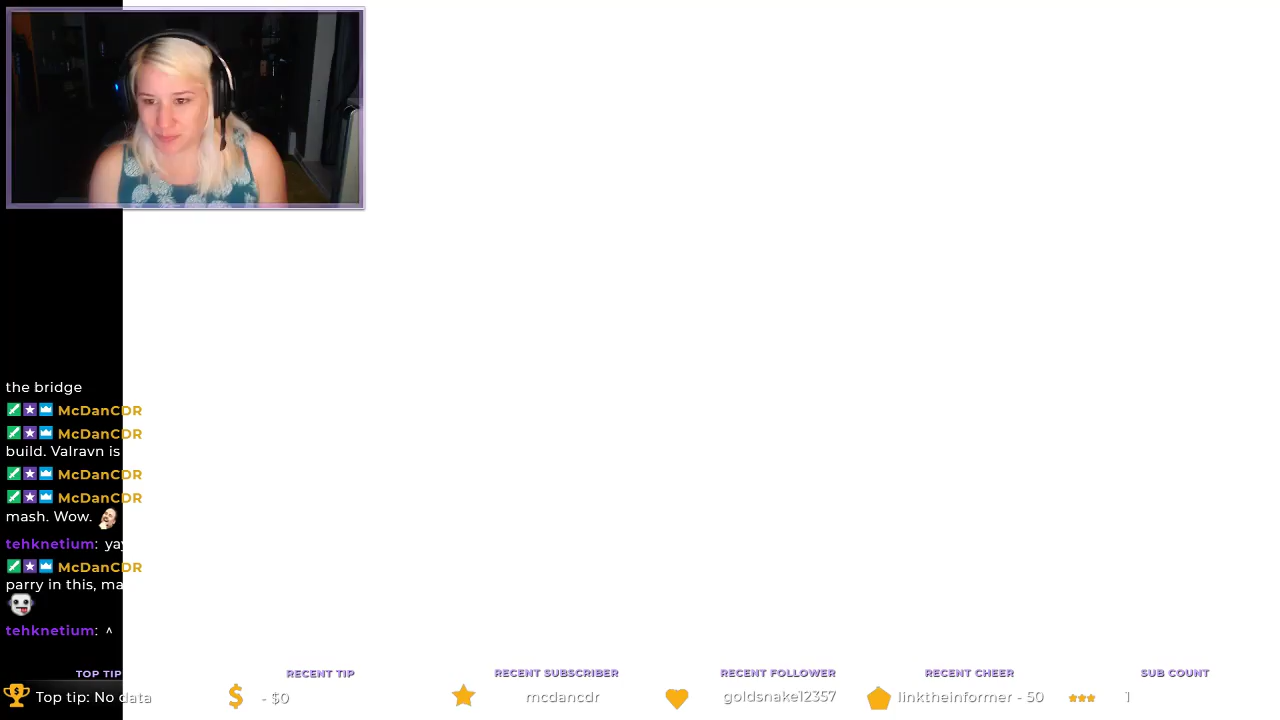 the bridge
McDanCDR
McDanCDR
build. Valravn is
McDanCDR
McDanCDR
mash. Wow.
tehknetium: yay
McDanCDR
parry in this, ma
tehknetium: ^
TOP TIP
Top tip: No data
RECENT TIP
- $0
RECENT SUBSCRIBER
mcdancdr
RECENT FOLLOWER
goldsnake12357
RECENT CHEER
linktheinformer - 50
SUB COUNT
1